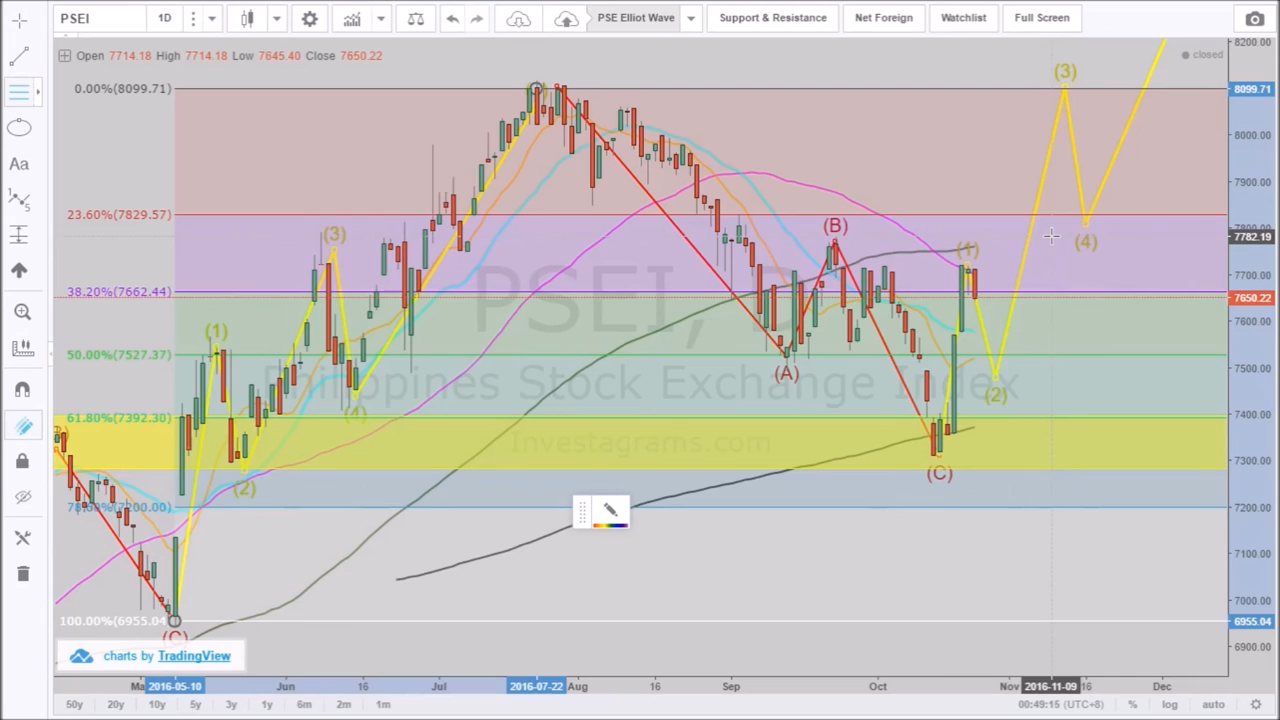 PSEI
1D
PSE Elliot Wave
Support & Resistance
Net Foreign
Watchlist
Full Screen
Open 7714.18 High 7714.18 Low 7645.40 Close 7650.22
closed
Aa
8200.00
8099.71
8000.00
7900.00
7782.19
7700.00
7650.22
7600.00
7500.00
7400.00
7300.00
7200.00
7100.00
7000.00
6955.04
6900.00
0.00%(8099.71)
23.60%(7829.57)
38.20%(7662.44)
50.00%(7527.37)
61.80%(7392.30)
78.60%(7200.00)
100.00%(6955.04
(3)
(B)
(3)
(4)
(1)
(1)
(A)
(2)
(4)
(C)
(2)
(C)
PSEI, D
Philippines Stock Exchange Index
Investagrams.com
charts by TradingView
Ma 2016-05-10 Jun 16 Jul 2016-07-22 Aug 16 Sep Oct Nov 2016-11-09 16 Dec
50y 20y 10y 5y 3y 1y 6m 2m 1m
00:49:15 (UTC+8) % log auto